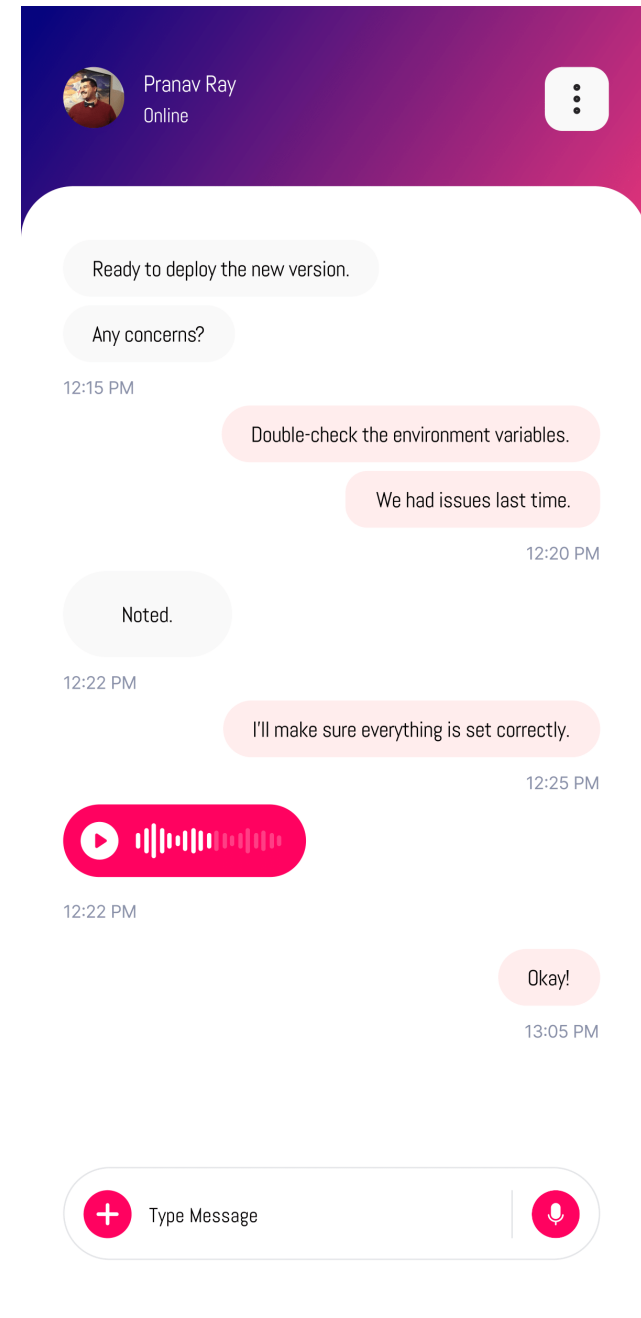 Pranav Ray
Online
Ready to deploy the new version.
Any concerns?
12:15 PM
Double-check the environment variables.
We had issues last time.
12:20 PM
Noted.
12:22 PM
I'll make sure everything is set correctly.
12:25 PM
12:22 PM
Okay!
13:05 PM
Type Message